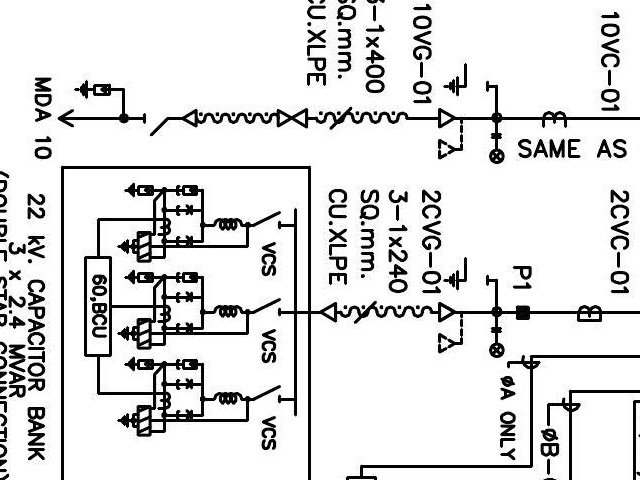 10VC-01
10VG-01
3-1x400
SQ.mm.
CU.XLPE
MDA 10
SAME AS
2CVC-01
2CVG-01
3-1x240
SQ.mm.
CU.XLPE
P1
VCS
VCS
VCS
60,BCU
22 kV. CAPACITOR BANK
3 x 2.4 MVAR
(DOUBLE STAR CONNECTION)
øA ONLY
øB-